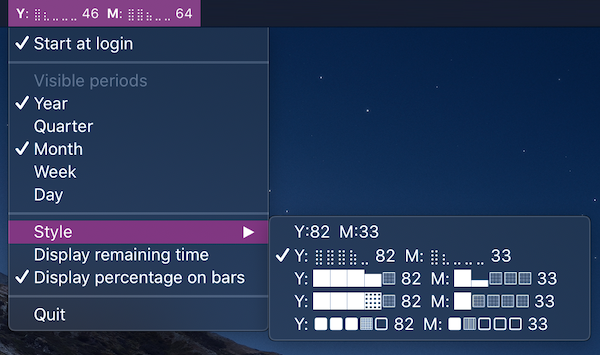 Y: ⣿⣆⣀⣀⣀ 46 M: ⣿⣿⣦⣀⣀ 64
✓ Start at login
Visible periods
✓ Year
Quarter
✓ Month
Week
Day
Style ▶
Display remaining time
✓ Display percentage on bars
Quit
Y:82 M:33
✓ Y: ⣿⣿⣿⣿⣄ 82 M: ⣿⣦⣀⣀⣀ 33
Y: 82 M: 33
Y: 82 M: 33
Y: 82 M: 33